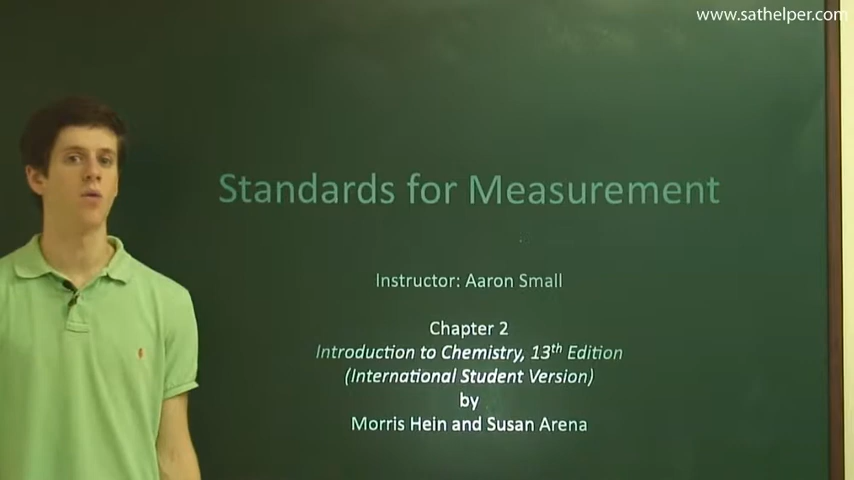 www.sathelper.com
Standards for Measurement
Instructor: Aaron Small
Chapter 2
Introduction to Chemistry, 13th Edition
(International Student Version)
by
Morris Hein and Susan Arena